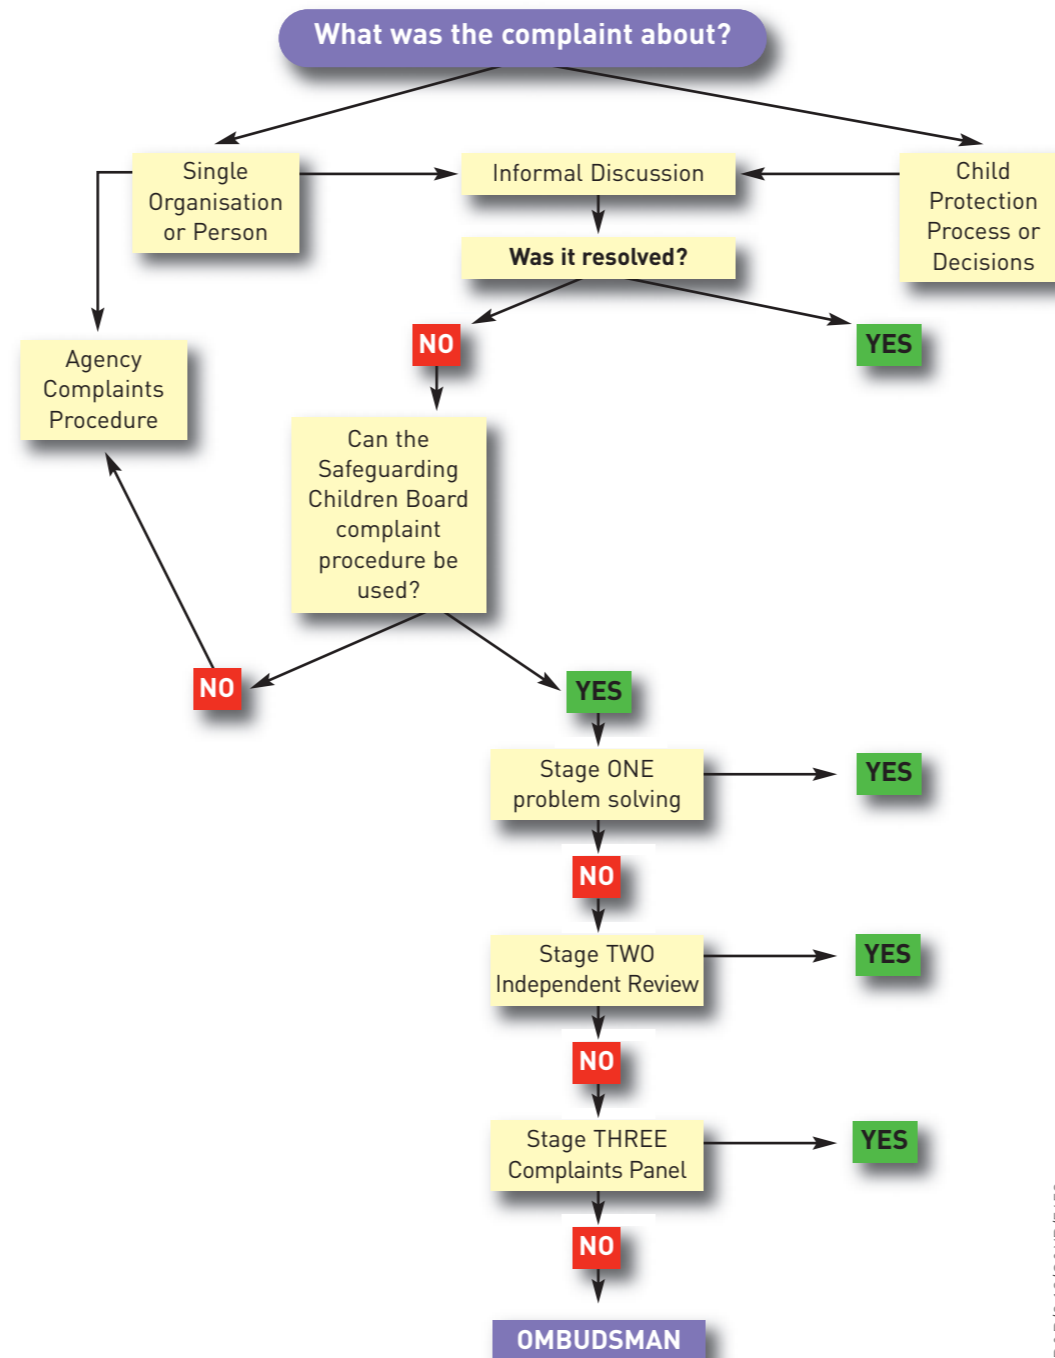 What was the complaint about?
Single
Organisation
or Person
Informal Discussion
Child
Protection
Process or
Decisions
Was it resolved?
NO
YES
Agency
Complaints
Procedure
Can the
Safeguarding
Children Board
complaint
procedure be
used?
NO
YES
Stage ONE
problem solving
YES
NO
Stage TWO
Independent Review
YES
NO
Stage THREE
Complaints Panel
YES
NO
OMBUDSMAN